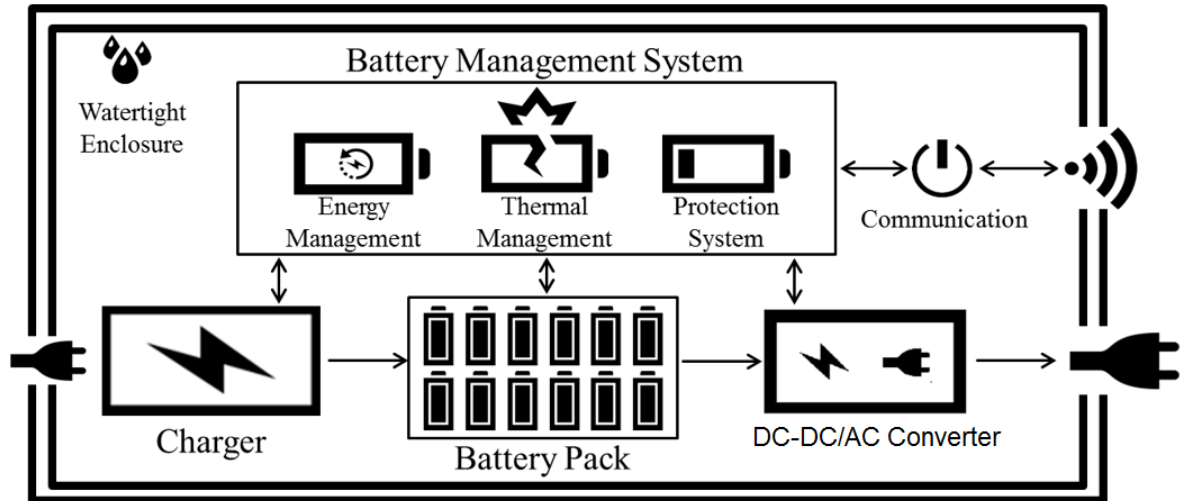 Battery Management System
Watertight
Enclosure
Energy
Management
Thermal
Management
Protection
System
Communication
Charger
Battery Pack
DC-DC/AC Converter